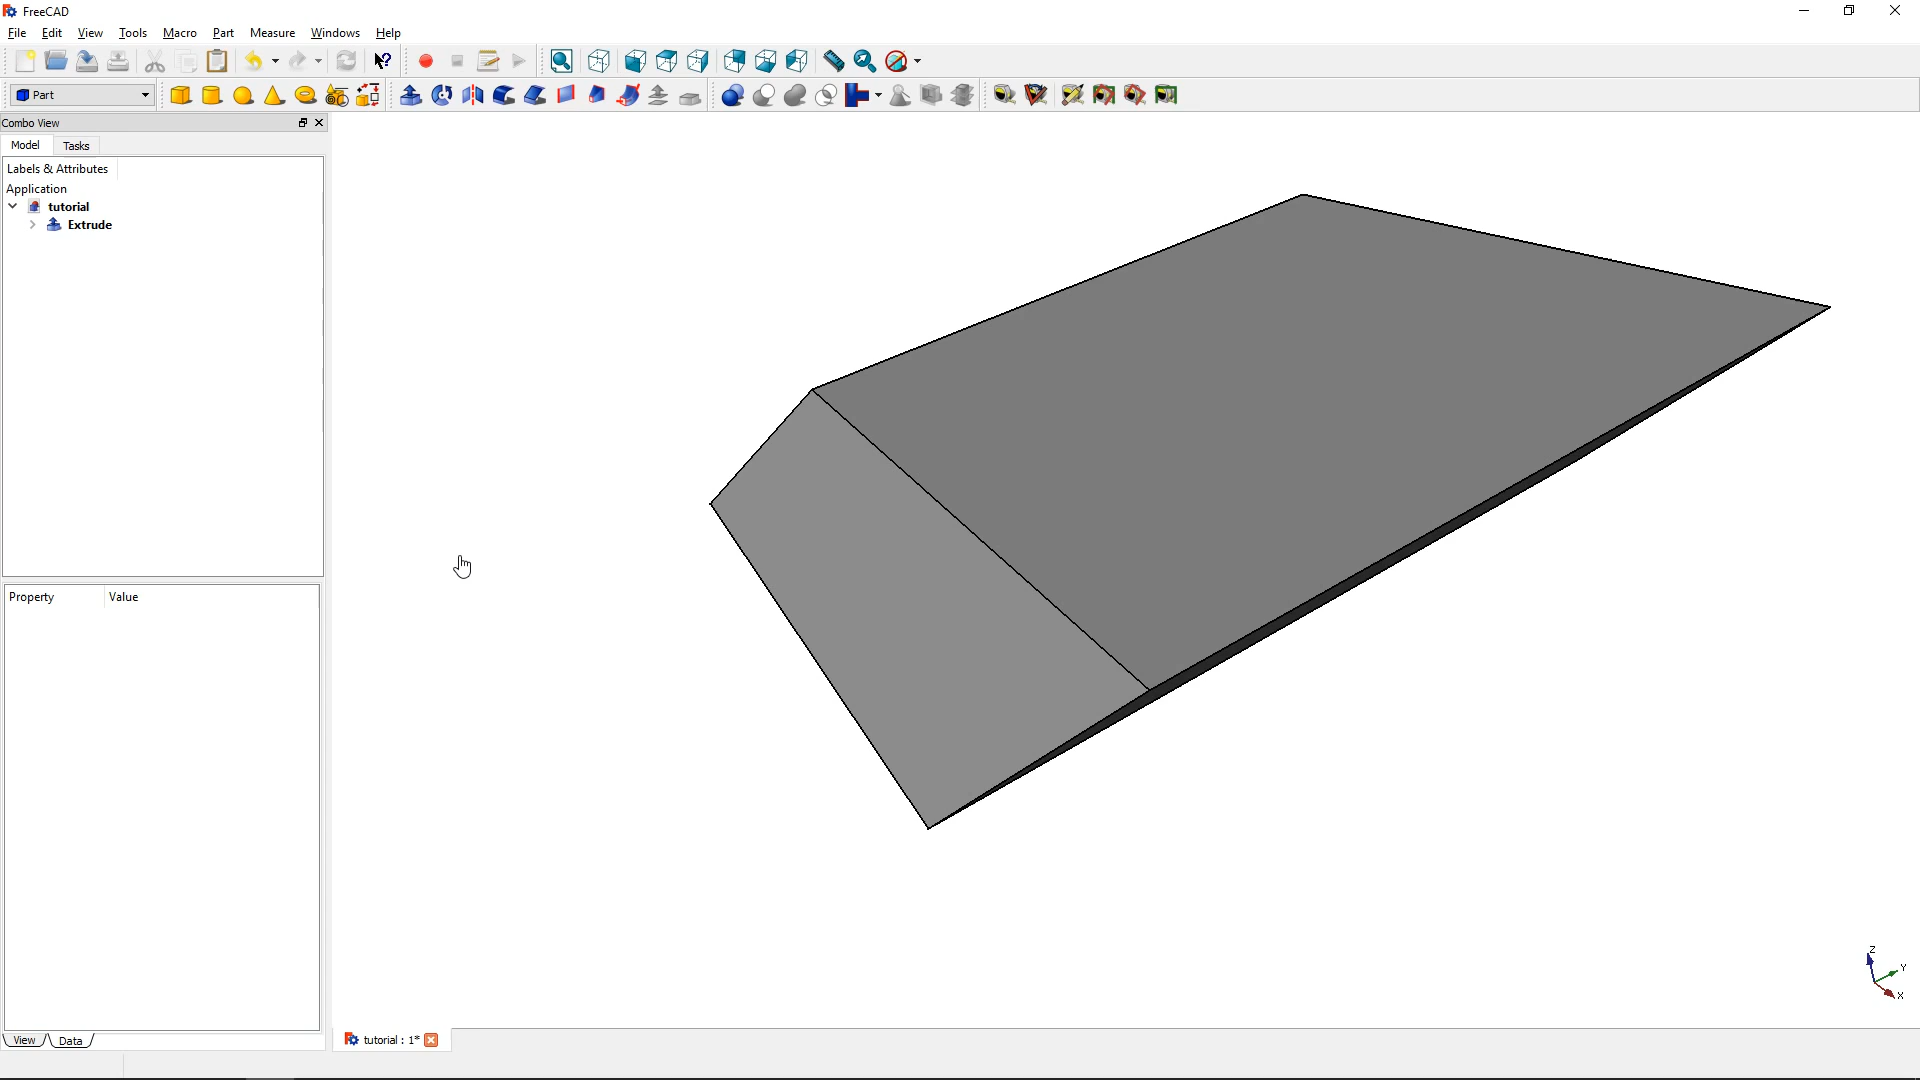 FreeCAD
File Edit View Tools Macro Part Measure Windows Help
Part
Combo View
Model Tasks
Labels & Attributes
Application
tutorial
Extrude
Property Value
View Data
tutorial : 1*
Z
Y
X